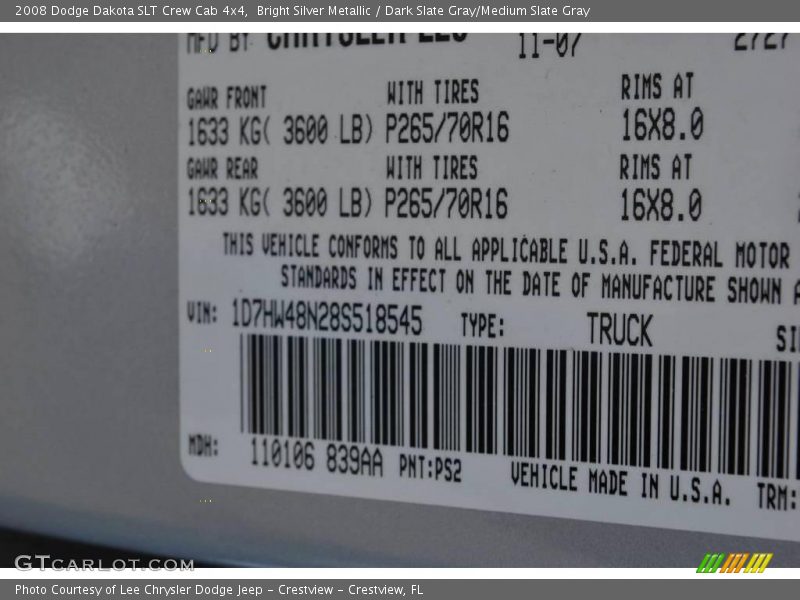 2008 Dodge Dakota SLT Crew Cab 4x4,  Bright Silver Metallic / Dark Slate Gray/Medium Slate Gray
MFD BY CHRYSLER LLC 11-07
GAWR FRONT WITH TIRES RIMS AT
1633 KG( 3600 LB) P265/70R16 16X8.0
GAWR REAR WITH TIRES RIMS AT
1633 KG( 3600 LB) P265/70R16 16X8.0
THIS VEHICLE CONFORMS TO ALL APPLICABLE U.S.A. FEDERAL MOTOR
STANDARDS IN EFFECT ON THE DATE OF MANUFACTURE SHOWN A
VIN: 1D7HW48N28S518545 TYPE: TRUCK
MDH: 110106 839AA PNT:PS2 VEHICLE MADE IN U.S.A. TRM:
GTCARLOT.COM
Photo Courtesy of Lee Chrysler Dodge Jeep - Crestview - Crestview, FL